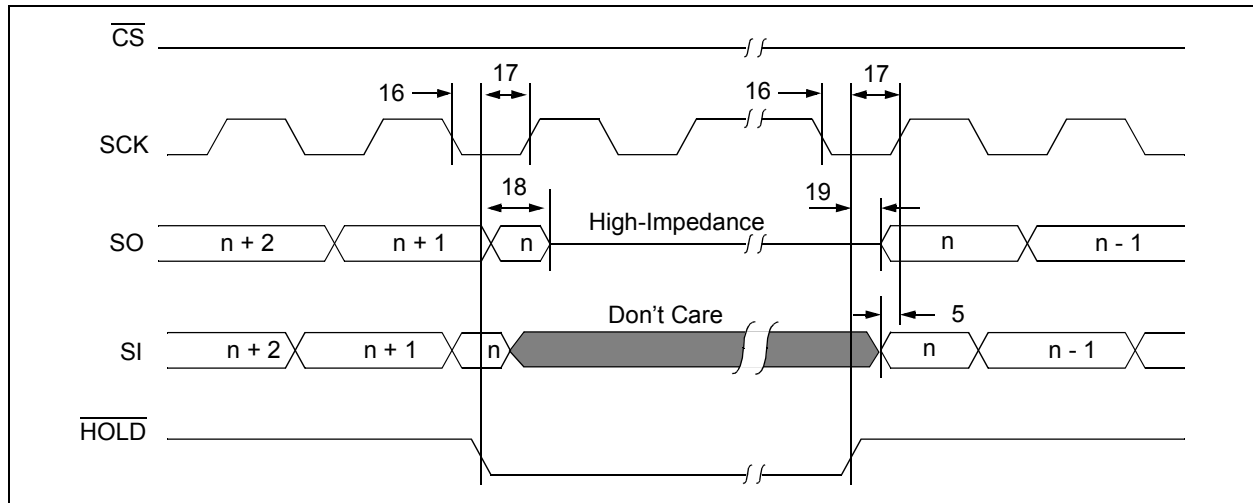 CS
17
17
16
16
SCK
18
19
High-Impedance
SO
n + 2
n + 1
n
n
n - 1
Don't Care
5
SI
n + 2
n + 1
n
n
n - 1
HOLD